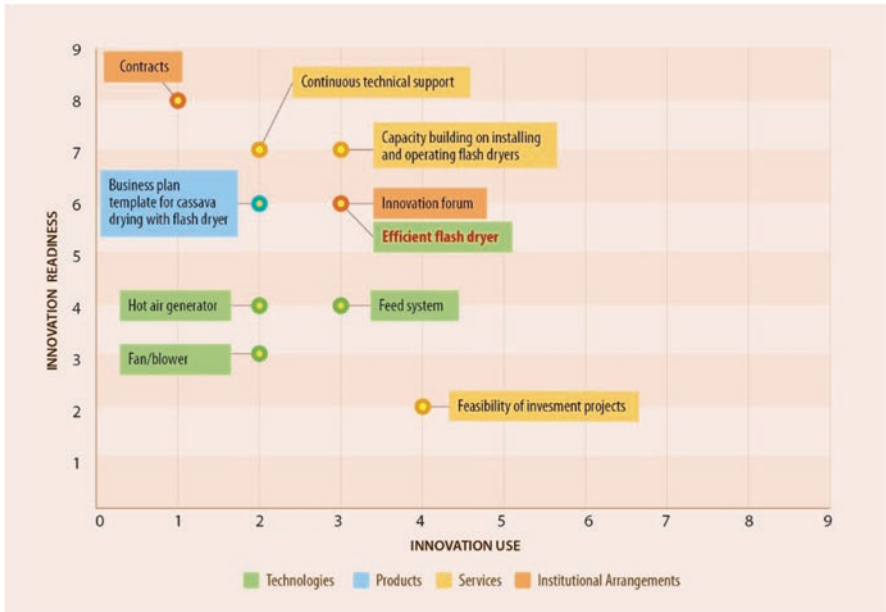 9
Contracts
8
Continuous technical support
7
Capacity building on installing
and operating flash dryers
Business plan
template for cassava
drying with flash dryer
6
Innovation forum
Efficient flash dryer
5
Hot air generator
4
Feed system
Fan/blower
3
2
Feasibility of invesment projects
1
INNOVATION READINESS
0 1 2 3 4 5 6 7 8 9
INNOVATION USE
Technologies Products Services Institutional Arrangements